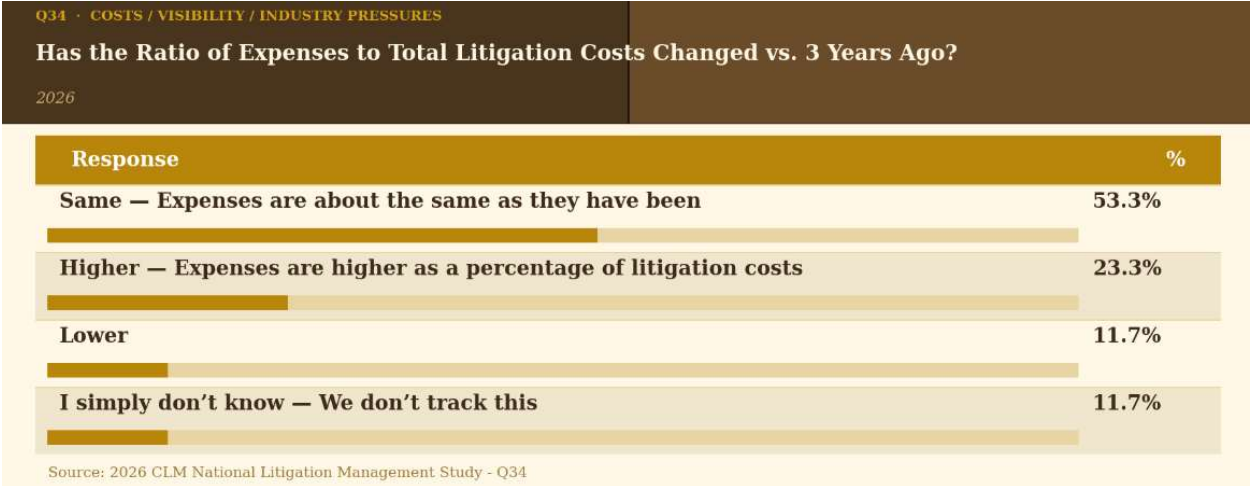 Q34 · COSTS / VISIBILITY / INDUSTRY PRESSURES
Has the Ratio of Expenses to Total Litigation Costs Changed vs. 3 Years Ago?
2026
Response %
Same — Expenses are about the same as they have been 53.3%
Higher — Expenses are higher as a percentage of litigation costs 23.3%
Lower 11.7%
I simply don’t know — We don’t track this 11.7%
Source: 2026 CLM National Litigation Management Study - Q34